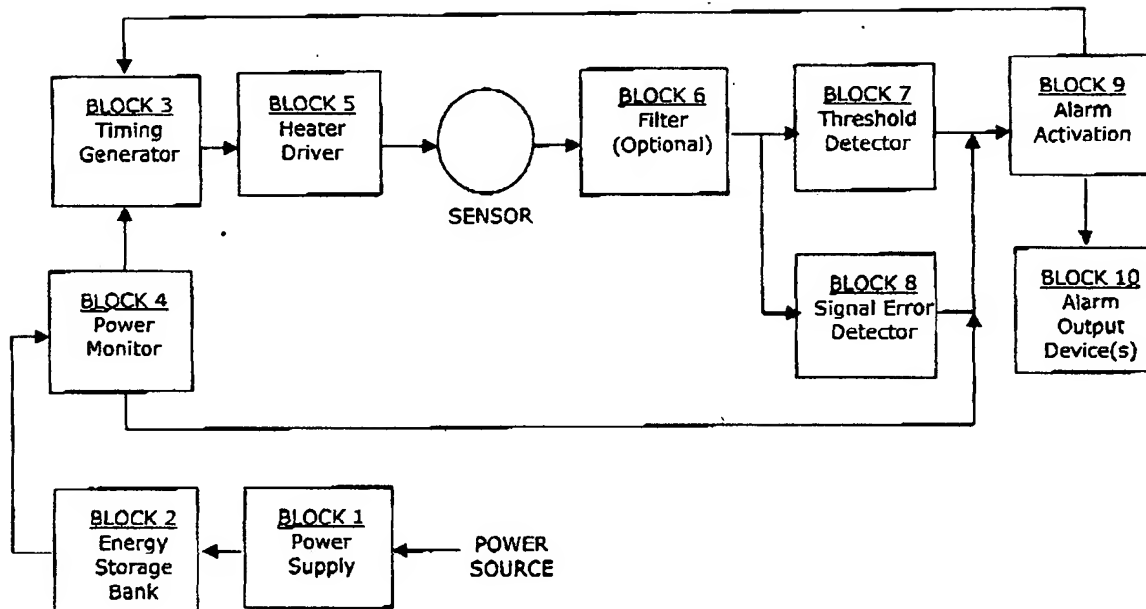 BLOCK 3
Timing
Generator
BLOCK 5
Heater
Driver
SENSOR
BLOCK 6
Filter
(Optional)
BLOCK 7
Threshold
Detector
BLOCK 9
Alarm
Activation
BLOCK 4
Power
Monitor
BLOCK 8
Signal Error
Detector
BLOCK 10
Alarm
Output
Device(s)
BLOCK 2
Energy
Storage
Bank
BLOCK 1
Power
Supply
POWER
SOURCE